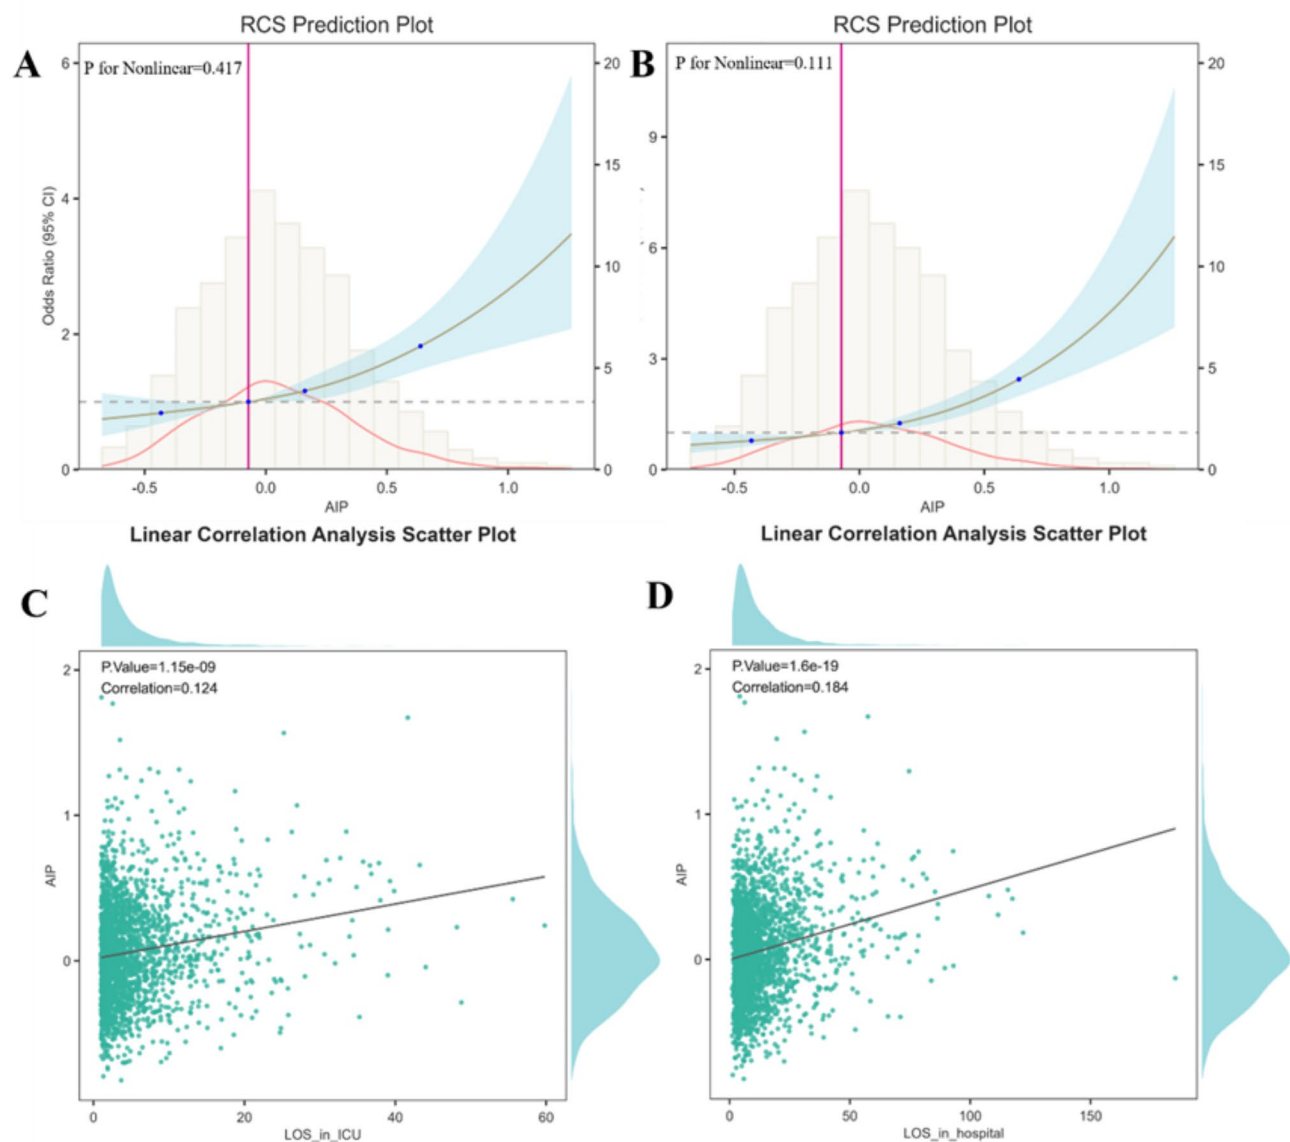 RCS Prediction Plot
A
P for Nonlinear=0.417
6
4
2
0
Odds Ratio (95% CI)
20
15
10
5
0
-0.5 0.0 0.5 1.0
AIP
RCS Prediction Plot
B
P for Nonlinear=0.111
9
6
3
0
20
15
10
5
0
-0.5 0.0 0.5 1.0
AIP
Linear Correlation Analysis Scatter Plot
C
P.Value=1.15e-09
Correlation=0.124
2
1
0
AIP
0 20 40 60
LOS_in_ICU
Linear Correlation Analysis Scatter Plot
D
P.Value=1.6e-19
Correlation=0.184
2
1
0
AIP
0 50 100 150
LOS_in_hospital